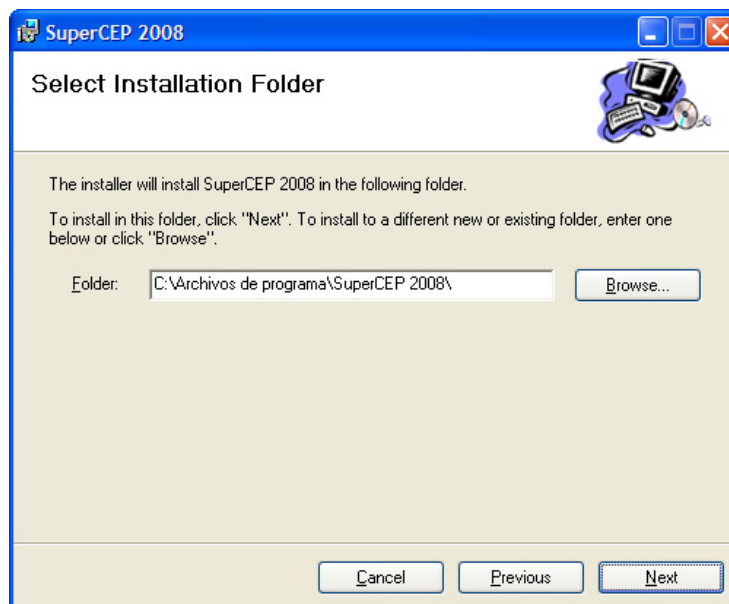 SuperCEP 2008
Select Installation Folder
The installer will install SuperCEP 2008 in the following folder.
To install in this folder, click "Next". To install to a different new or existing folder, enter one
below or click "Browse".
Folder: C:\Archivos de programa\SuperCEP 2008\ Browse...
Cancel Previous Next